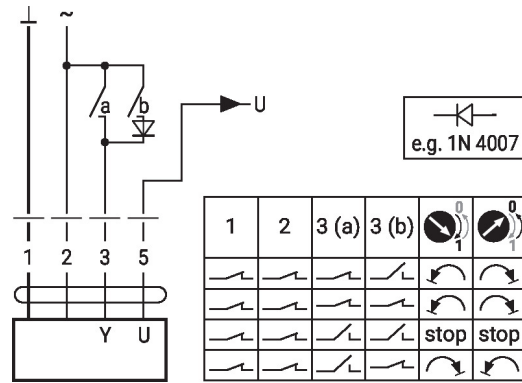 ~
a b
U
e.g. 1N 4007
1 2 3 5
Y U
1 2 3 (a) 3 (b) 0 1 0 1
stop stop